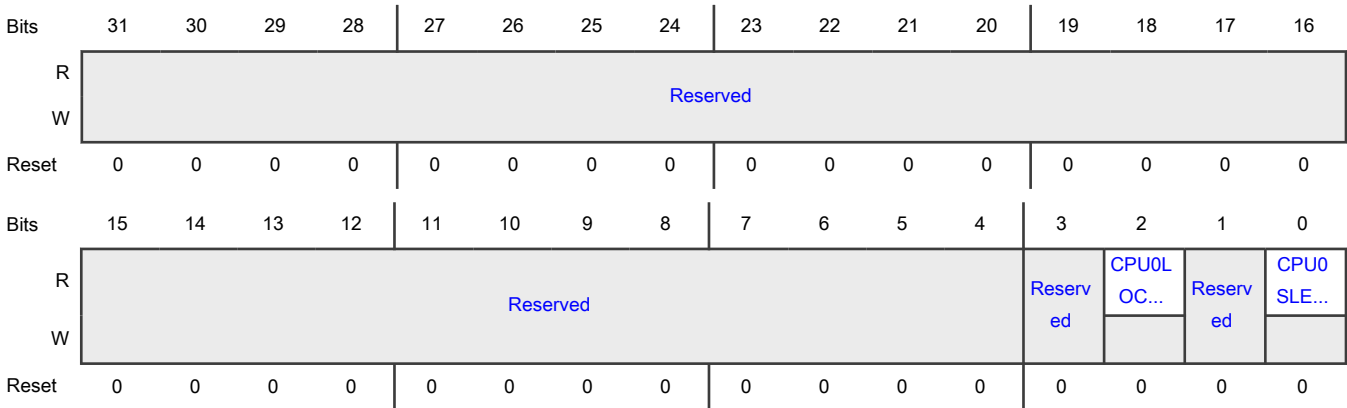 Bits 31 30 29 28 27 26 25 24 23 22 21 20 19 18 17 16
R
Reserved
W
Reset 0 0 0 0 0 0 0 0 0 0 0 0 0 0 0 0
Bits 15 14 13 12 11 10 9 8 7 6 5 4 3 2 1 0
R
Reserved
Reserv
ed
CPU0L
OC...
Reserv
ed
CPU0
SLE...
W
Reset 0 0 0 0 0 0 0 0 0 0 0 0 0 0 0 0